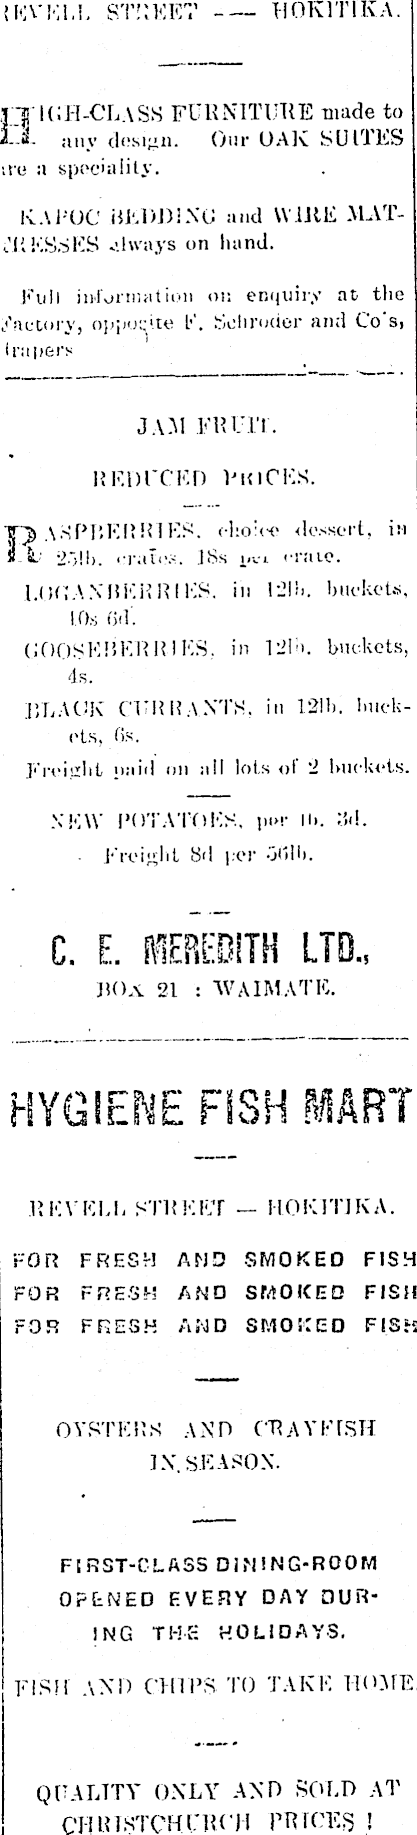 REVELL STREET —— HOKITIKA.
HIGH-CLASS FURNITURE made to
any design. Our OAK SUITES
are a speciality.
KAPOC BEDDING and WIRE MAT-
TRESSES always on hand.
Full information on enquiry at the
Factory, opposite F. Schroder and Co's,
drapers
JAM FRUIT.
REDUCED PRICES.
RASPBERRIES, choice dessert, in
25lb. crates, 18s per crate.
LOGANBERRIES, in 12lb. buckets,
10s 6d.
GOOSEBERRIES, in 12lb. buckets,
4s.
BLACK CURRANTS, in 12lb. buck-
ets, 6s.
Freight paid on all lots of 2 buckets.
NEW POTATOES, per lb. 3d.
Freight 8d per 56lb.
C. E. MEREDITH LTD.,
BOX 21 : WAIMATE.
HYGIENE FISH MART
REVELL STREET — HOKITIKA.
FOR FRESH AND SMOKED FISH
FOR FRESH AND SMOKED FISH
FOR FRESH AND SMOKED FISH
OYSTERS AND CRAYFISH
IN SEASON.
FIRST-CLASS DINING-ROOM
OPENED EVERY DAY DUR-
ING THE HOLIDAYS.
FISH AND CHIPS TO TAKE HOME
QUALITY ONLY AND SOLD AT
CHRISTCHURCH PRICES !